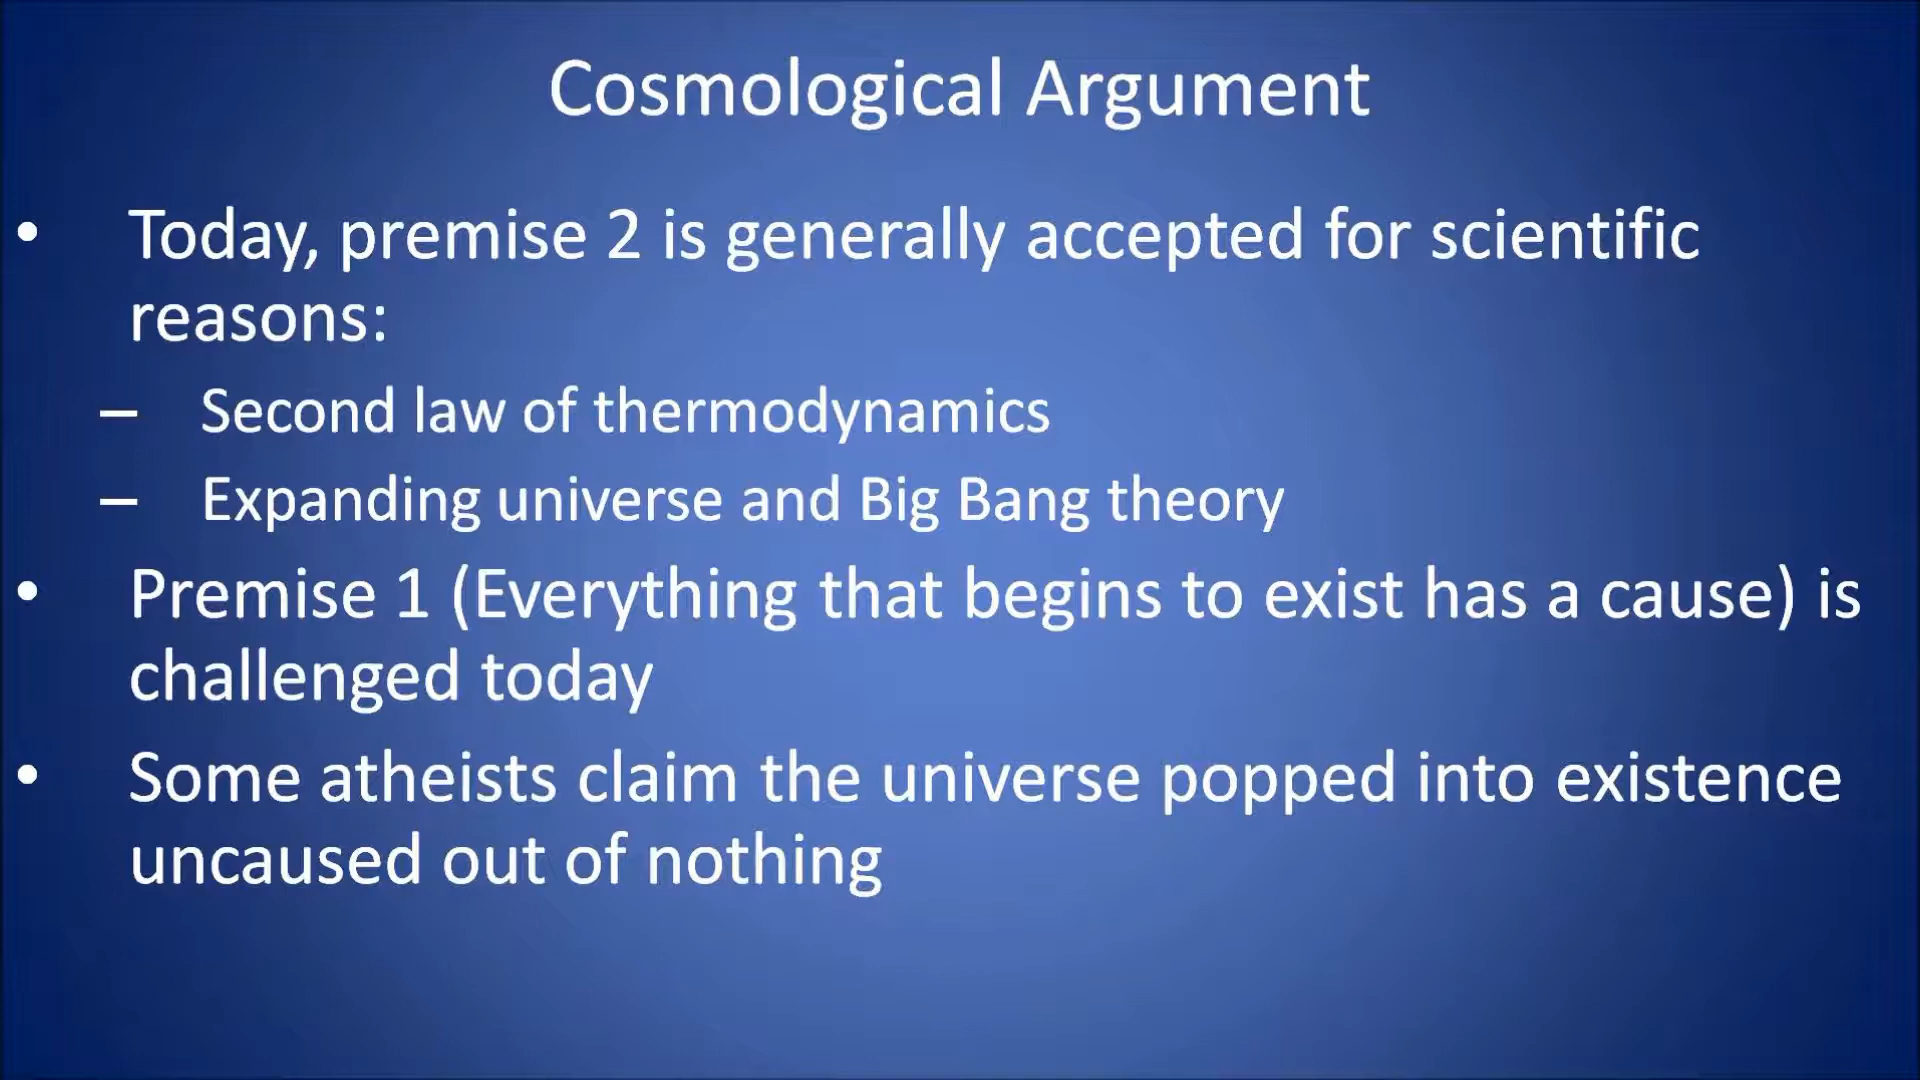 Cosmological Argument
• Today, premise 2 is generally accepted for scientific
reasons:
– Second law of thermodynamics
– Expanding universe and Big Bang theory
• Premise 1 (Everything that begins to exist has a cause) is
challenged today
• Some atheists claim the universe popped into existence
uncaused out of nothing